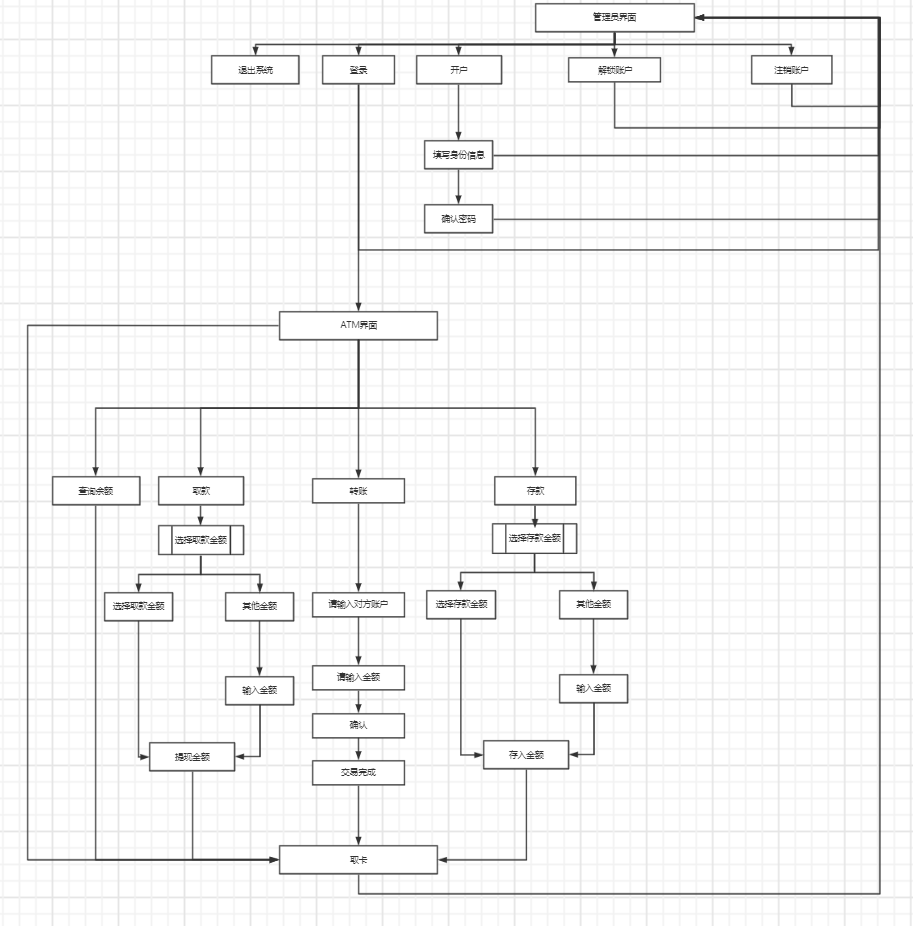 管理员界面
退出系统
登录
开户
解锁账户
注销账户
填写身份信息
确认密码
ATM界面
查询余额
取款
转账
存款
选择取款金额
选择存款金额
选择取款金额
其他金额
请输入对方账户
选择存款金额
其他金额
请输入金额
输入金额
输入金额
确认
提现金额
存入金额
交易完成
取卡